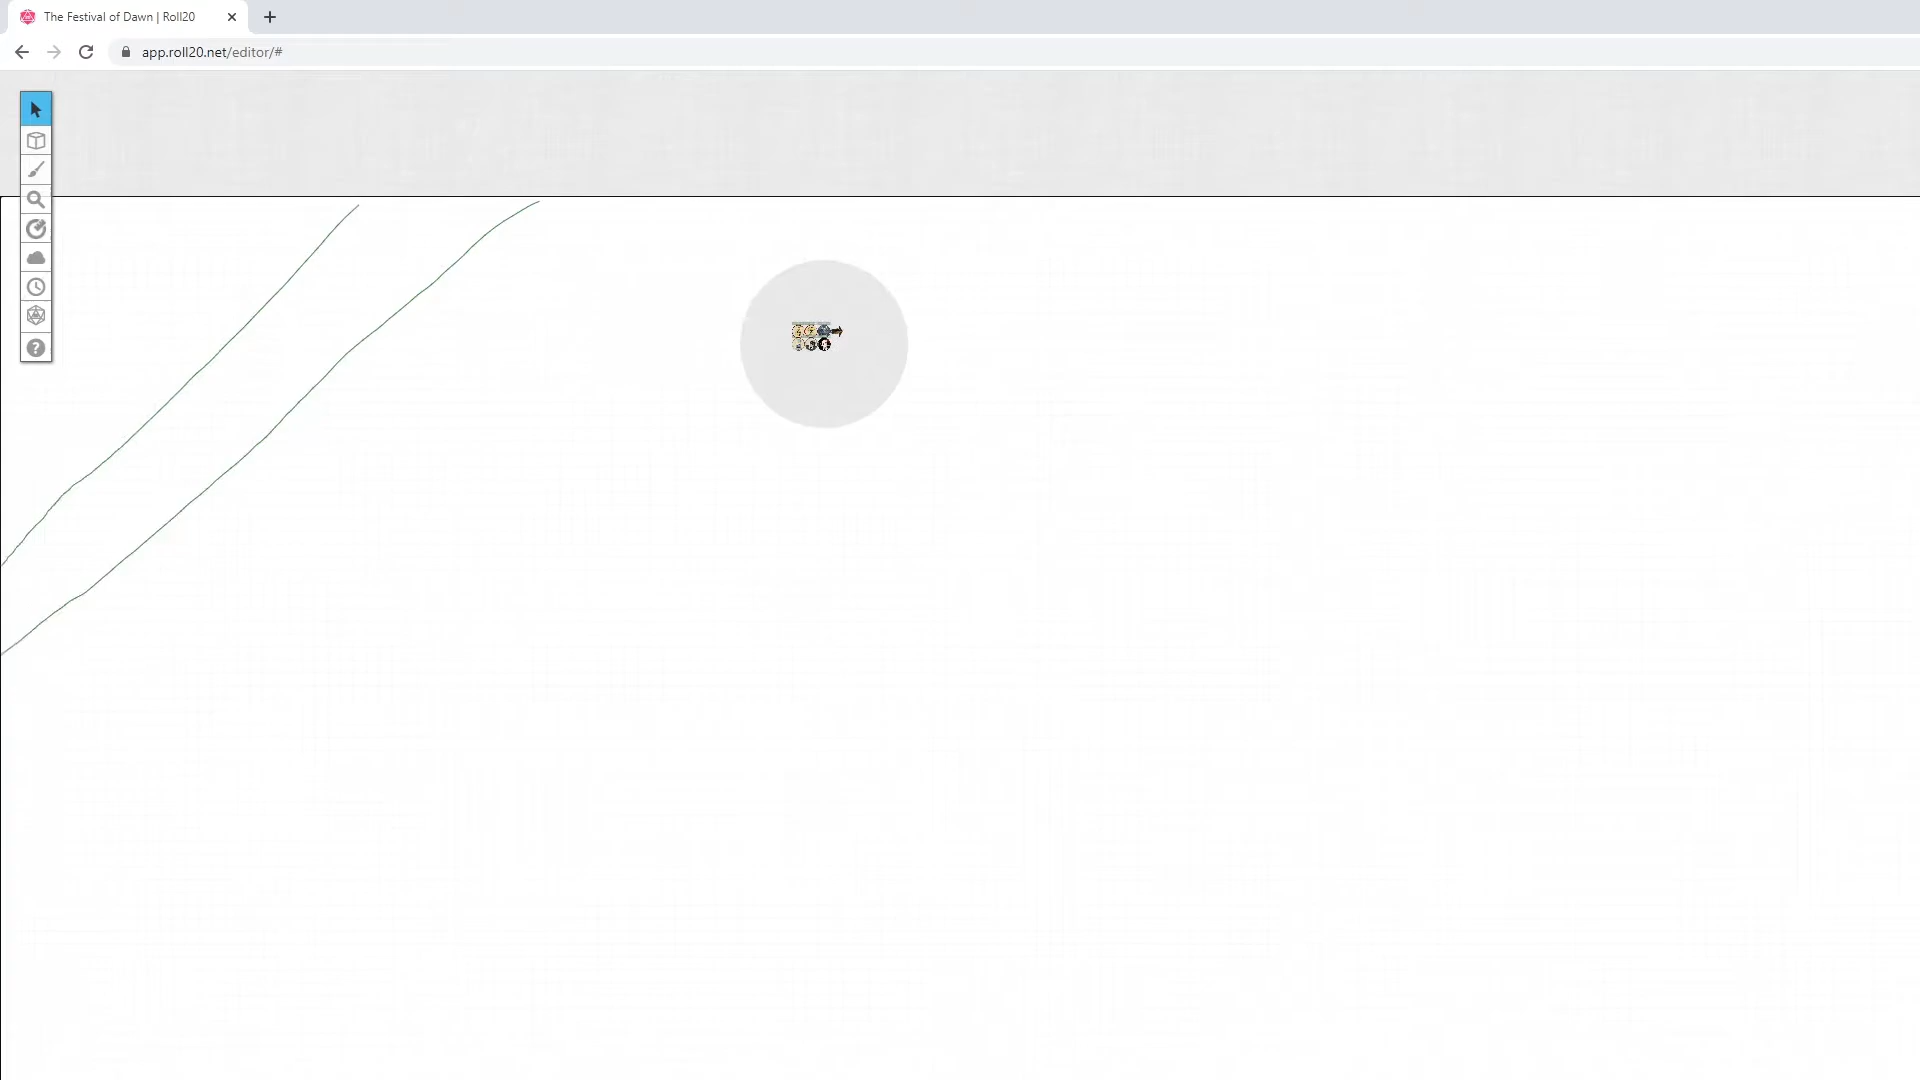 The Festival of Dawn | Roll20
app.roll20.net/editor/#
?